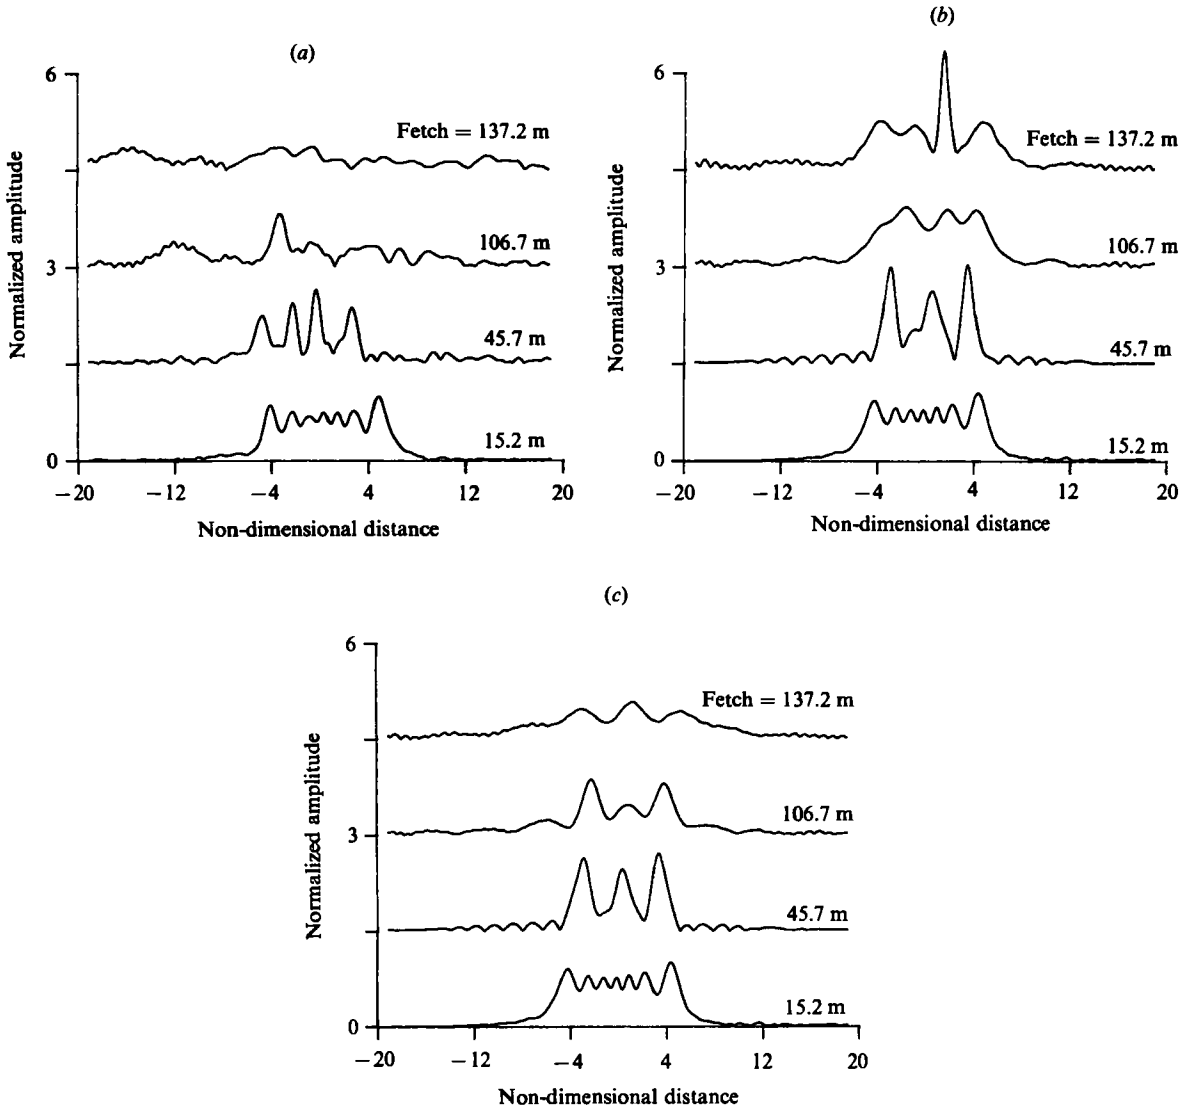 (a)
6
Fetch = 137.2 m
106.7 m
3
45.7 m
15.2 m
0
−20
−12
−4
4
12
20
Normalized amplitude
Non-dimensional distance
(b)
6
Fetch = 137.2 m
106.7 m
3
45.7 m
15.2 m
0
−20
−12
−4
4
12
20
Normalized amplitude
Non-dimensional distance
(c)
6
Fetch = 137.2 m
106.7 m
3
45.7 m
15.2 m
0
−20
−12
−4
4
12
20
Normalized amplitude
Non-dimensional distance